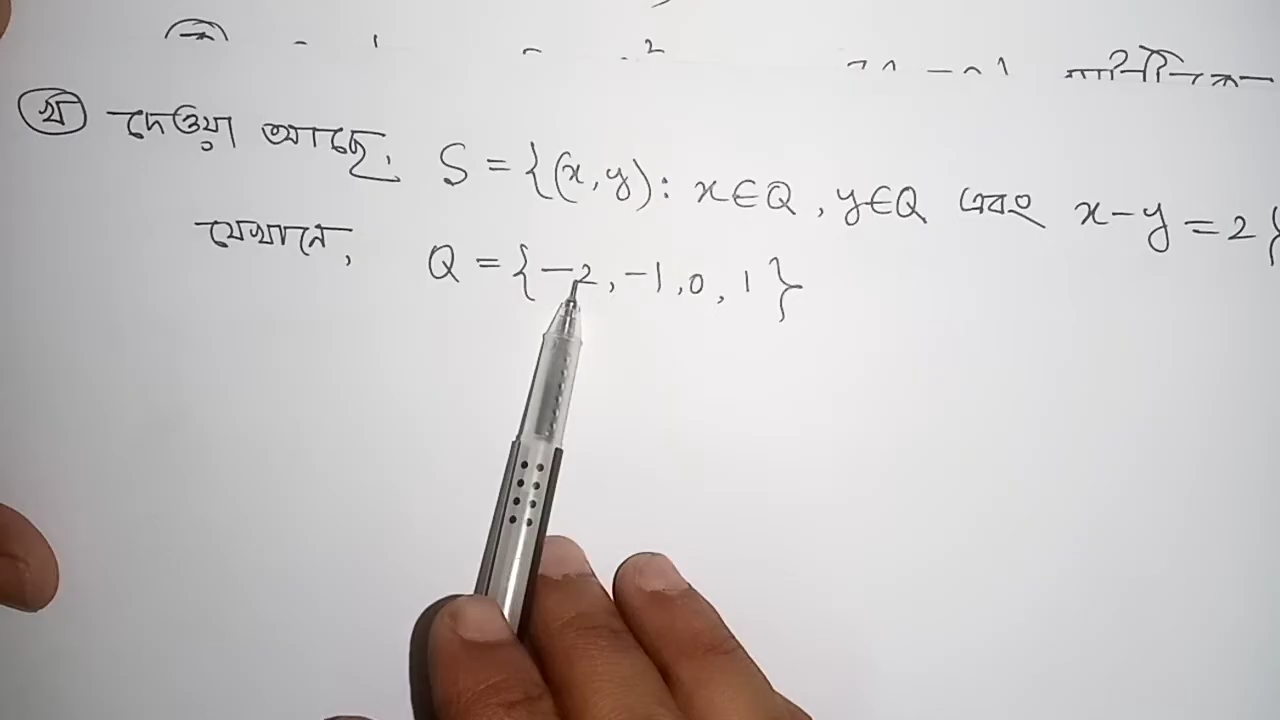 খ দেওয়া আছে, S = {(x, y) : x∈Q, y∈Q এবং x-y = 2}
যেখানে, Q = {-2, -1, 0, 1}